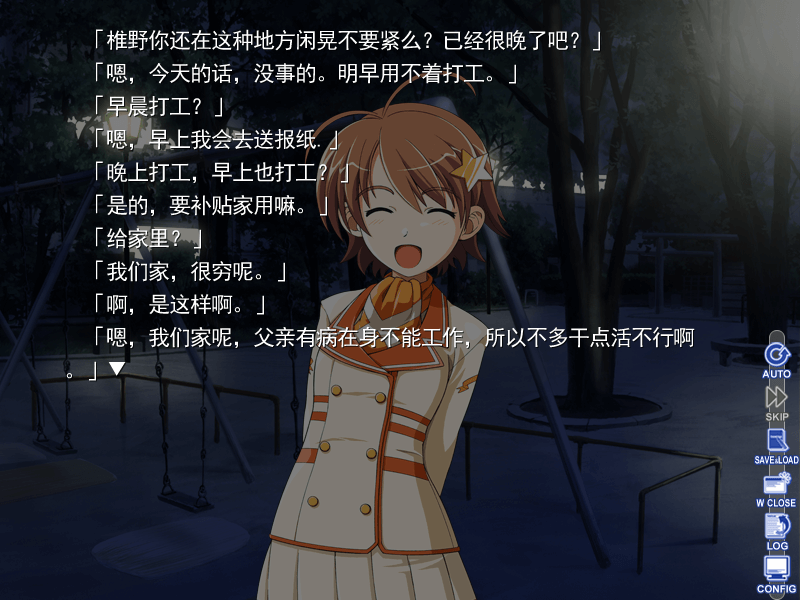 「椎野你还在这种地方闲晃不要紧么？已经很晚了吧？」
「嗯，今天的话，没事的。明早用不着打工。」
「早晨打工？」
「嗯，早上我会去送报纸.」
「晚上打工，早上也打工？」
「是的，要补贴家用嘛。」
「给家里？」
「我们家，很穷呢。」
「啊，是这样啊。」
「嗯，我们家呢，父亲有病在身不能工作，所以不多干点活不行啊
。」▼
AUTO
SKIP
SAVE&LOAD
W CLOSE
LOG
CONFIG